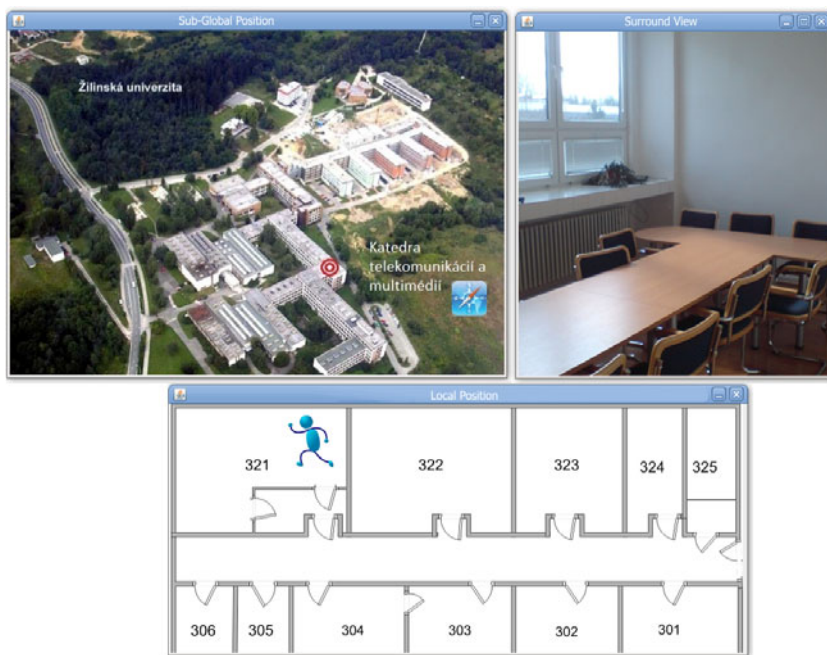 Sub-Global Position
Žilinská univerzita
Katedra
telekomunikácií a
multimédií
Surround View
Local Position
321
322
323
324
325
306
305
304
303
302
301